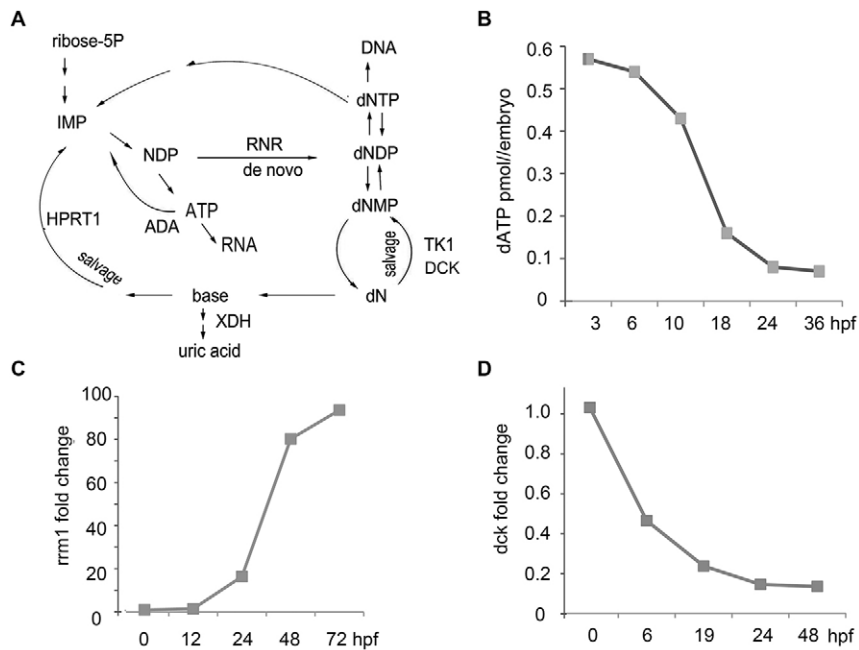 A
ribose-5P
IMP
NDP
RNR
de novo
ATP
ADA
RNA
HPRT1
salvage
base
XDH
uric acid
DNA
dNTP
dNDP
dNMP
salvage
TK1
DCK
dN
B
dATP pmol//embryo
0.6
0.5
0.4
0.3
0.2
0.1
0
3 6 10 18 24 36 hpf
C
rrm1 fold change
100
80
60
40
20
0
0 12 24 48 72 hpf
D
dck fold change
1.0
0.8
0.6
0.4
0.2
0
0 6 19 24 48 hpf